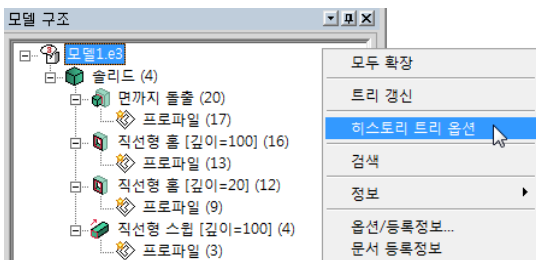 모델 구조
모델1.e3
솔리드 (4)
면까지 돌출 (20)
프로파일 (17)
직선형 홈 [깊이=100] (16)
프로파일 (13)
직선형 홈 [깊이=20] (12)
프로파일 (9)
직선형 스윕 [깊이=100] (4)
프로파일 (3)
모두 확장
트리 갱신
히스토리 트리 옵션
검색
정보
옵션/등록정보...
문서 등록정보